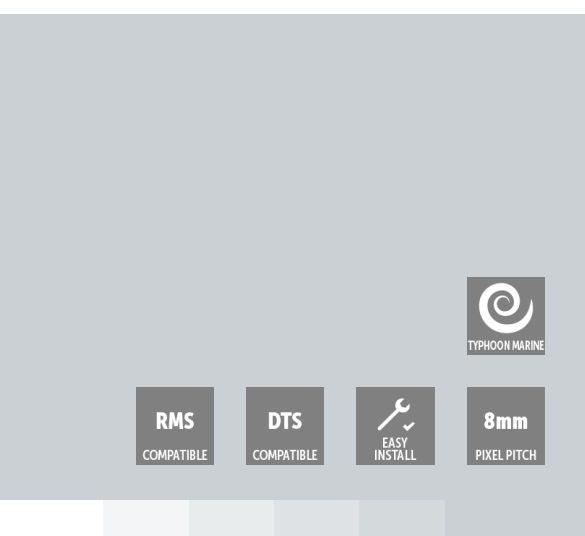 TYPHOON MARINE
RMS
COMPATIBLE
DTS
COMPATIBLE
EASY
INSTALL
8mm
PIXEL PITCH